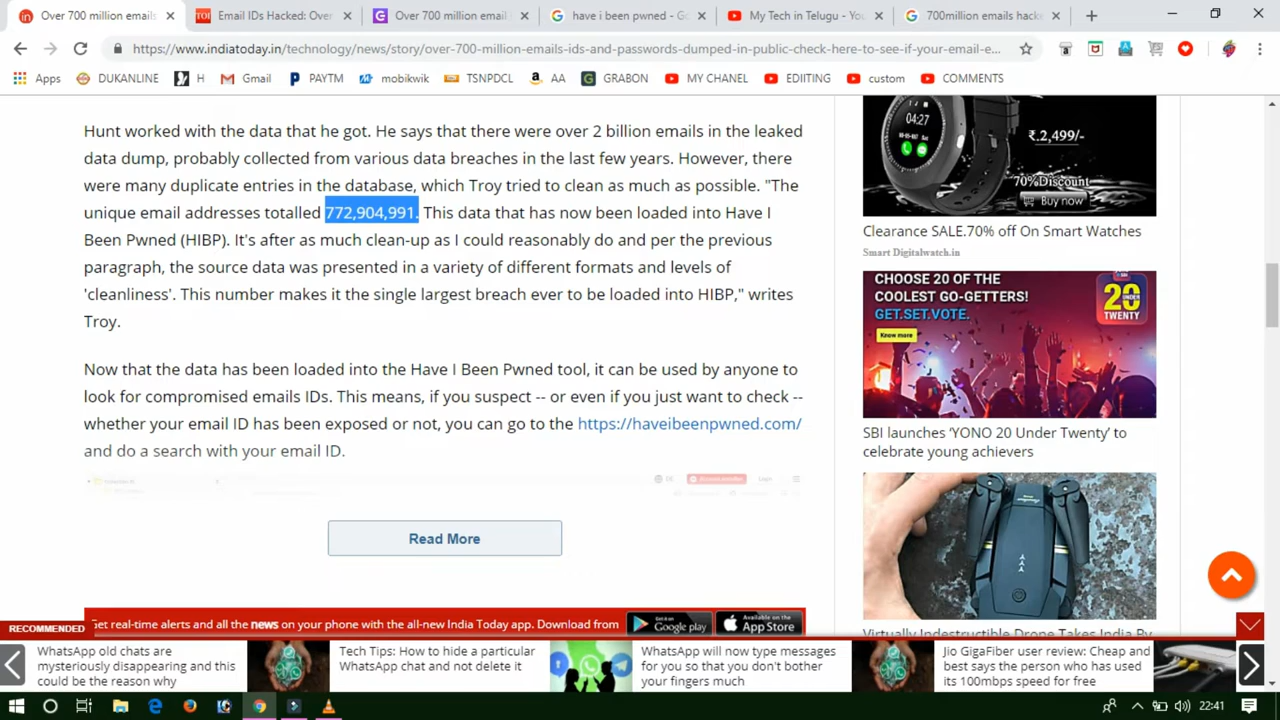 Over 700 million emails
Email IDs Hacked: Over
Over 700 million email
have i been pwned - Go
My Tech in Telugu - You
700million emails hacke
https://www.indiatoday.in/technology/news/story/over-700-million-emails-ids-and-passwords-dumped-in-public-check-here-to-see-if-your-email-e...
Apps
DUKANLINE
H
Gmail
PAYTM
mobikwik
TSNPDCL
AA
GRABON
MY CHANEL
EDIITING
custom
COMMENTS
Hunt worked with the data that he got. He says that there were over 2 billion emails in the leaked
data dump, probably collected from various data breaches in the last few years. However, there
were many duplicate entries in the database, which Troy tried to clean as much as possible. "The
unique email addresses totalled 772,904,991. This data that has now been loaded into Have I
Been Pwned (HIBP). It's after as much clean-up as I could reasonably do and per the previous
paragraph, the source data was presented in a variety of different formats and levels of
'cleanliness'. This number makes it the single largest breach ever to be loaded into HIBP," writes
Troy.
Now that the data has been loaded into the Have I Been Pwned tool, it can be used by anyone to
look for compromised emails IDs. This means, if you suspect -- or even if you just want to check --
whether your email ID has been exposed or not, you can go to the https://haveibeenpwned.com/
and do a search with your email ID.
Read More
04:27
₹.2,499/-
70%Discount
Buy now
Clearance SALE.70% off On Smart Watches
Smart Digitalwatch.in
CHOOSE 20 OF THE
COOLEST GO-GETTERS!
GET.SET.VOTE.
Know more
20
UNDER
TWENTY
SBI launches 'YONO 20 Under Twenty' to
celebrate young achievers
Virtually Indestructible Drone Takes India By
RECOMMENDED
Get real-time alerts and all the news on your phone with the all-new India Today app. Download from
Google play
App Store
WhatsApp old chats are
mysteriously disappearing and this
could be the reason why
Tech Tips: How to hide a particular
WhatsApp chat and not delete it
WhatsApp will now type messages
for you so that you don't bother
your fingers much
Jio GigaFiber user review: Cheap and
best says the person who has used
its 100mbps speed for free
22:41